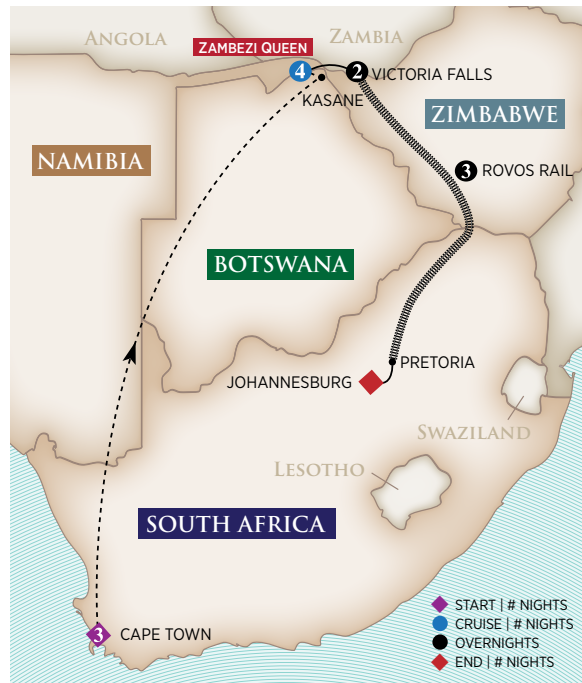 ANGOLA
ZAMBIA
ZAMBEZI QUEEN
4
2
VICTORIA FALLS
KASANE
ZIMBABWE
NAMIBIA
3
ROVOS RAIL
BOTSWANA
PRETORIA
JOHANNESBURG
SWAZILAND
LESOTHO
SOUTH AFRICA
3
CAPE TOWN
START | # NIGHTS
CRUISE | # NIGHTS
OVERNIGHTS
END | # NIGHTS